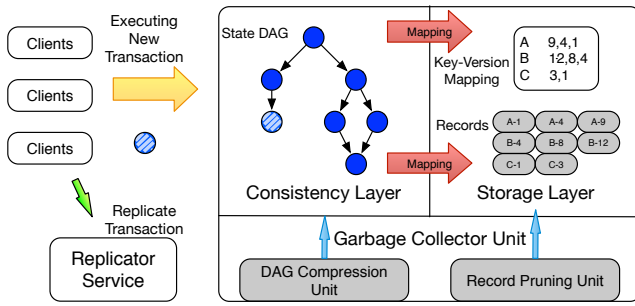 Clients
Clients
Clients
Executing
New
Transaction
Replicate
Transaction
Replicator
Service
State DAG
Mapping
Mapping
Consistency Layer
A 9,4,1
B 12,8,4
C 3,1
Key-Version
Mapping
Records
A-1 A-4 A-9
B-4 B-8 B-12
C-1 C-3
Storage Layer
Garbage Collector Unit
DAG Compression
Unit
Record Pruning Unit